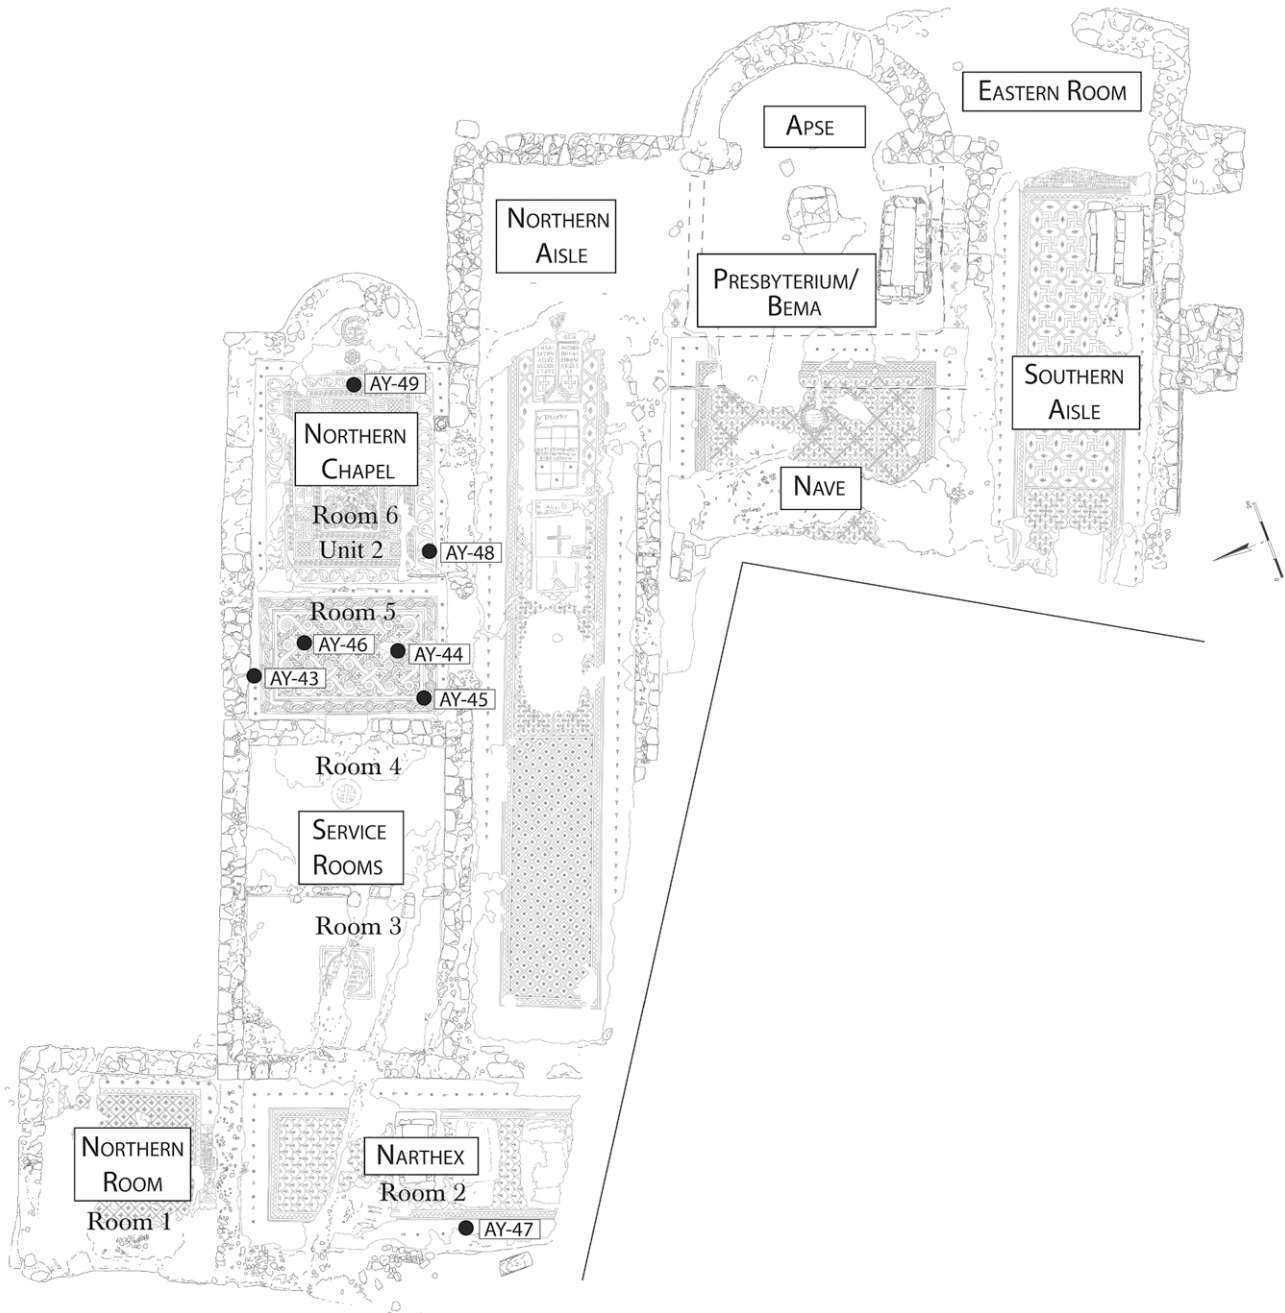 EASTERN ROOM
APSE
NORTHERN
AISLE
PRESBYTERIUM/
BEMA
SOUTHERN
AISLE
AY-49
NORTHERN
CHAPEL
NAVE
Room 6
Unit 2
AY-48
Room 5
AY-46
AY-44
AY-43
AY-45
Room 4
SERVICE
ROOMS
Room 3
NORTHERN
ROOM
Room 1
NARTHEX
Room 2
AY-47